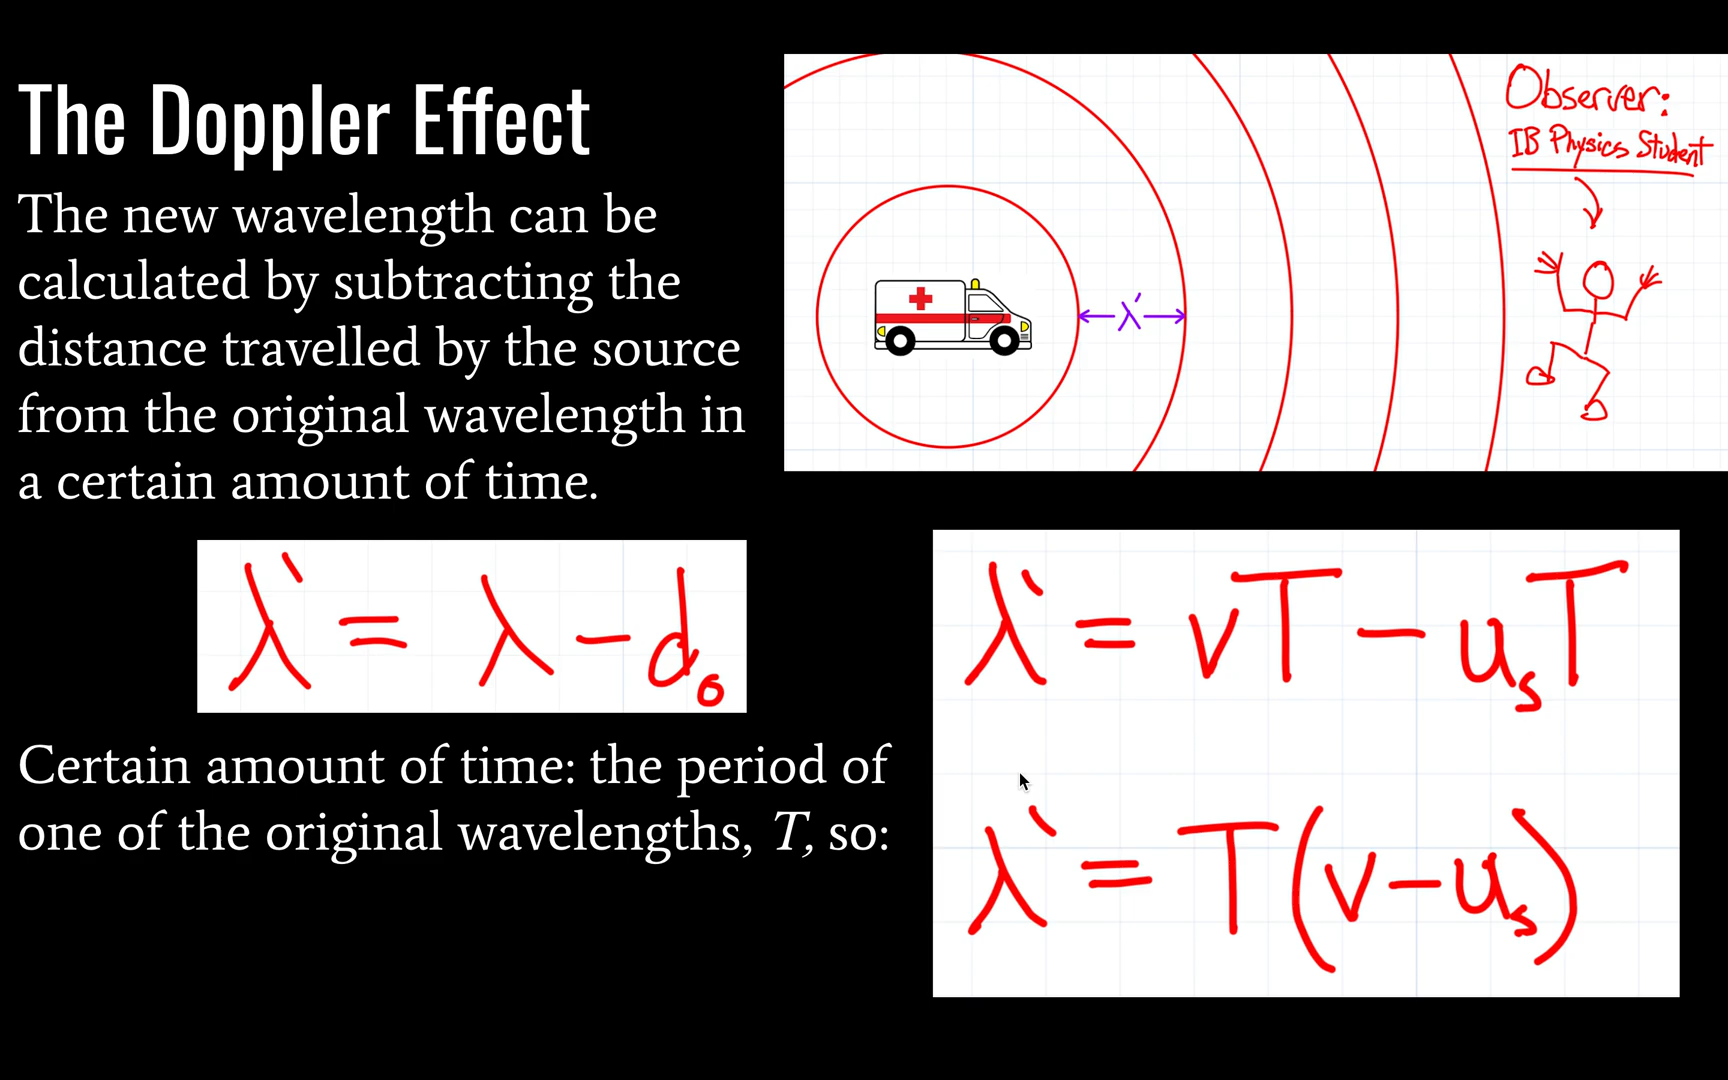 The Doppler Effect
The new wavelength can be
calculated by subtracting the
distance travelled by the source
from the original wavelength in
a certain amount of time.
λ' = λ - d₀
Certain amount of time: the period of
one of the original wavelengths, T, so:
Observer:
IB Physics Student
λ'
λ' = vT - uₛT
λ' = T(v-uₛ)